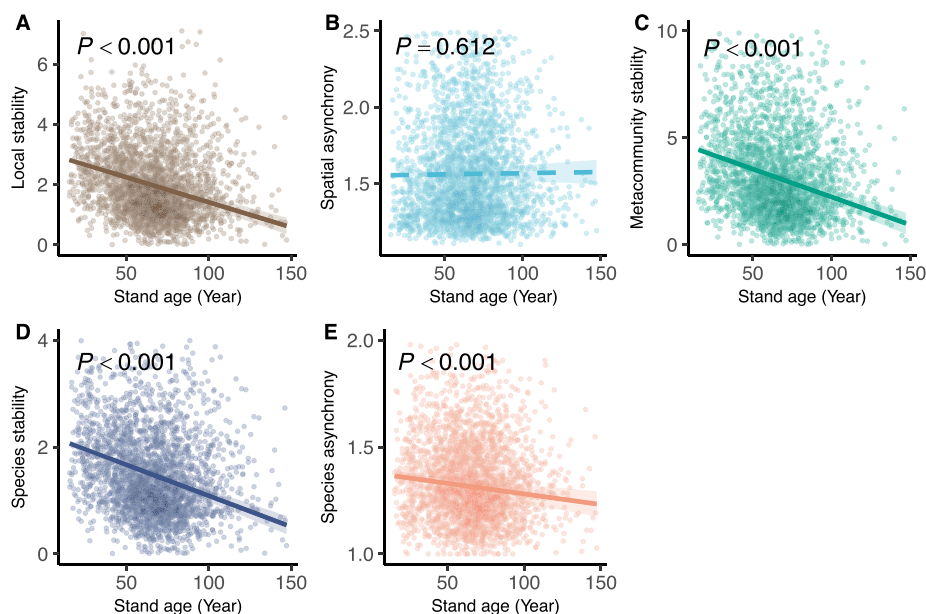 A
P < 0.001
Local stability
6
4
2
0
50 100 150
Stand age (Year)
B
P = 0.612
Spatial asynchrony
2.5
2.0
1.5
50 100 150
Stand age (Year)
C
P < 0.001
Metacommunity stability
10
5
0
50 100 150
Stand age (Year)
D
P < 0.001
Species stability
4
2
0
50 100 150
Stand age (Year)
E
P < 0.001
Species asynchrony
2.0
1.5
1.0
50 100 150
Stand age (Year)